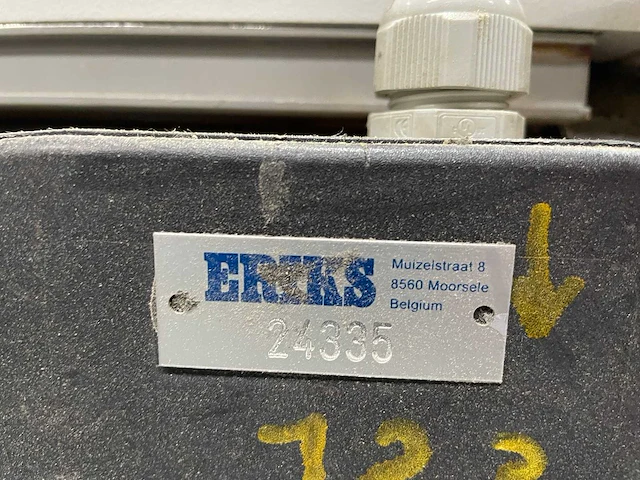 ERIKS
Muizelstraat 8
8560 Moorsele
Belgium
24335